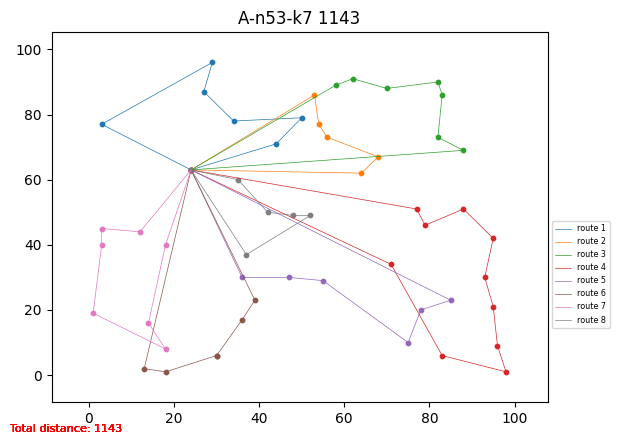 A-n53-k7 1143
100
80
60
40
20
0
0 20 40 60 80 100
route 1
route 2
route 3
route 4
route 5
route 6
route 7
route 8
Total distance: 1143